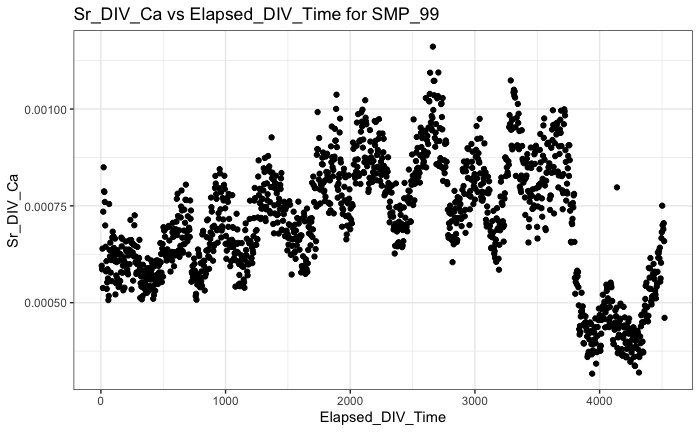 Sr_DIV_Ca vs Elapsed_DIV_Time for SMP_99
0.00100
0.00075
0.00050
Sr_DIV_Ca
0 1000 2000 3000 4000
Elapsed_DIV_Time